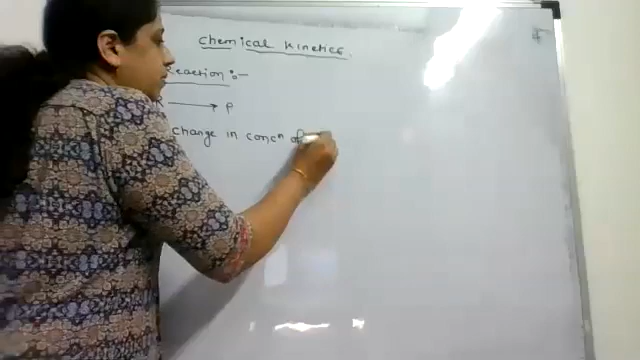 Chemical Kinetics.
Reaction :-
R → P
change in concn of